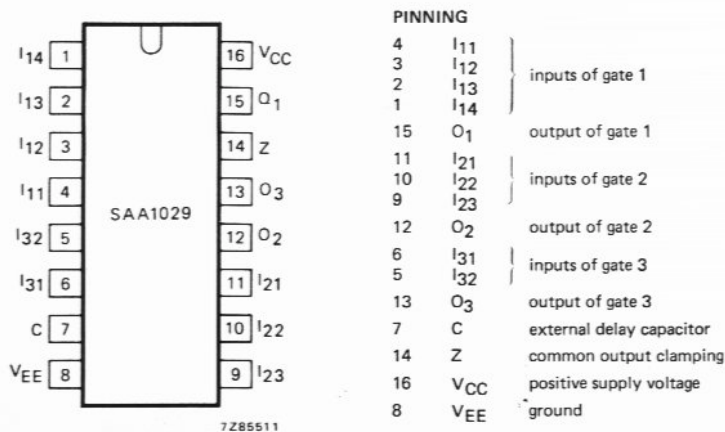 I14 1 16 VCC
I13 2 15 Q1
I12 3 14 Z
I11 4 13 O3
SAA1029
I32 5 12 O2
I31 6 11 I21
C 7 10 I22
VEE 8 9 I23
7Z85511
PINNING
4 I11
3 I12
inputs of gate 1
2 I13
1 I14
15 O1 output of gate 1
11 I21
10 I22 inputs of gate 2
9 I23
12 O2 output of gate 2
6 I31
inputs of gate 3
5 I32
13 O3 output of gate 3
7 C external delay capacitor
14 Z common output clamping
16 VCC positive supply voltage
8 VEE ground